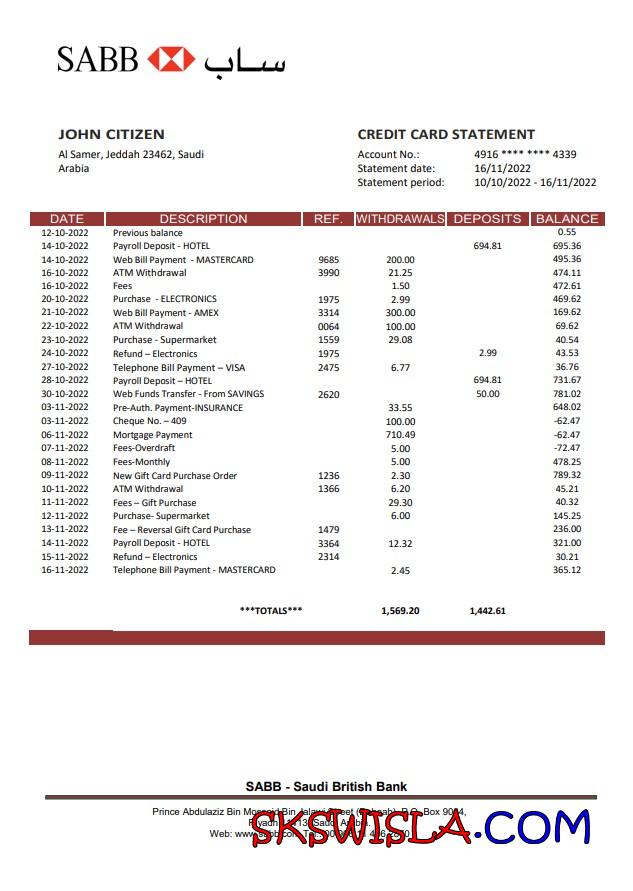 SABB ساب
JOHN CITIZEN
Al Samer, Jeddah 23462, Saudi
Arabia
CREDIT CARD STATEMENT
Account No.: 4916 **** **** 4339
Statement date: 16/11/2022
Statement period: 10/10/2022 - 16/11/2022
DATE DESCRIPTION REF. WITHDRAWALS DEPOSITS BALANCE
12-10-2022 Previous balance 0.55
14-10-2022 Payroll Deposit - HOTEL 694.81 695.36
14-10-2022 Web Bill Payment - MASTERCARD 9685 200.00 495.36
16-10-2022 ATM Withdrawal 3990 21.25 474.11
16-10-2022 Fees 1.50 472.61
20-10-2022 Purchase - ELECTRONICS 1975 2.99 469.62
21-10-2022 Web Bill Payment - AMEX 3314 300.00 169.62
22-10-2022 ATM Withdrawal 0064 100.00 69.62
23-10-2022 Purchase - Supermarket 1559 29.08 40.54
24-10-2022 Refund – Electronics 1975 2.99 43.53
27-10-2022 Telephone Bill Payment – VISA 2475 6.77 36.76
28-10-2022 Payroll Deposit – HOTEL 694.81 731.67
30-10-2022 Web Funds Transfer - From SAVINGS 2620 50.00 781.02
03-11-2022 Pre-Auth. Payment-INSURANCE 33.55 648.02
03-11-2022 Cheque No. – 409 100.00 -62.47
06-11-2022 Mortgage Payment 710.49 -62.47
07-11-2022 Fees-Overdraft 5.00 -72.47
08-11-2022 Fees-Monthly 5.00 478.25
09-11-2022 New Gift Card Purchase Order 1236 2.30 789.32
10-11-2022 ATM Withdrawal 1366 6.20 45.21
11-11-2022 Fees – Gift Purchase 29.30 40.32
12-11-2022 Purchase- Supermarket 6.00 145.25
13-11-2022 Fee – Reversal Gift Card Purchase 1479 236.00
14-11-2022 Payroll Deposit - HOTEL 3364 12.32 321.00
15-11-2022 Refund – Electronics 2314 30.21
16-11-2022 Telephone Bill Payment - MASTERCARD 2.45 365.12
***TOTALS*** 1,569.20 1,442.61
SABB - Saudi British Bank
Prince Abdulaziz Bin Bin Jalawi Street P.O. Box
Saudi
Web:
SKSWISLA.COM